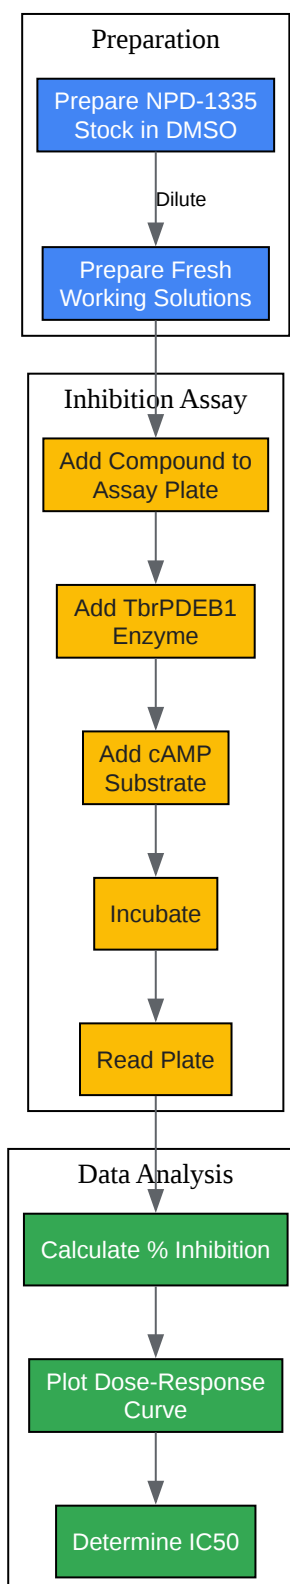 Preparation
Prepare NPD-1335
Stock in DMSO
Dilute
Prepare Fresh
Working Solutions
Inhibition Assay
Add Compound to
Assay Plate
Add TbrPDEB1
Enzyme
Add cAMP
Substrate
Incubate
Read Plate
Data Analysis
Calculate % Inhibition
Plot Dose-Response
Curve
Determine IC50